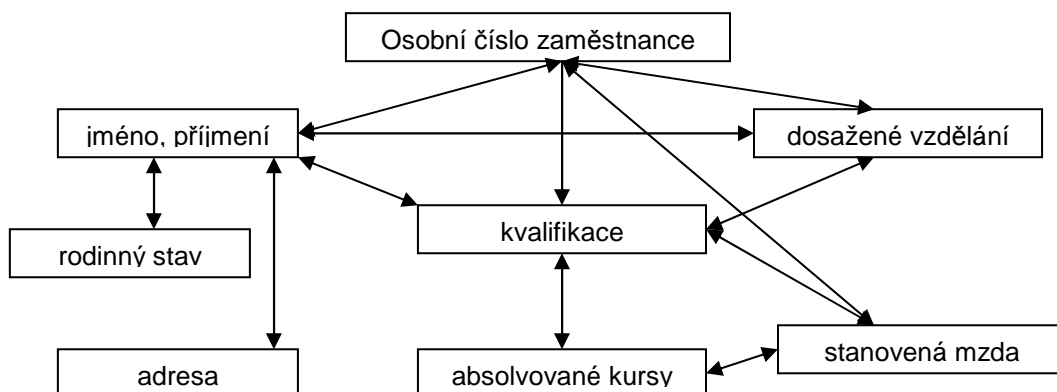 Osobní číslo zaměstnance
jméno, příjmení
dosažené vzdělání
kvalifikace
rodinný stav
stanovená mzda
adresa
absolvované kursy